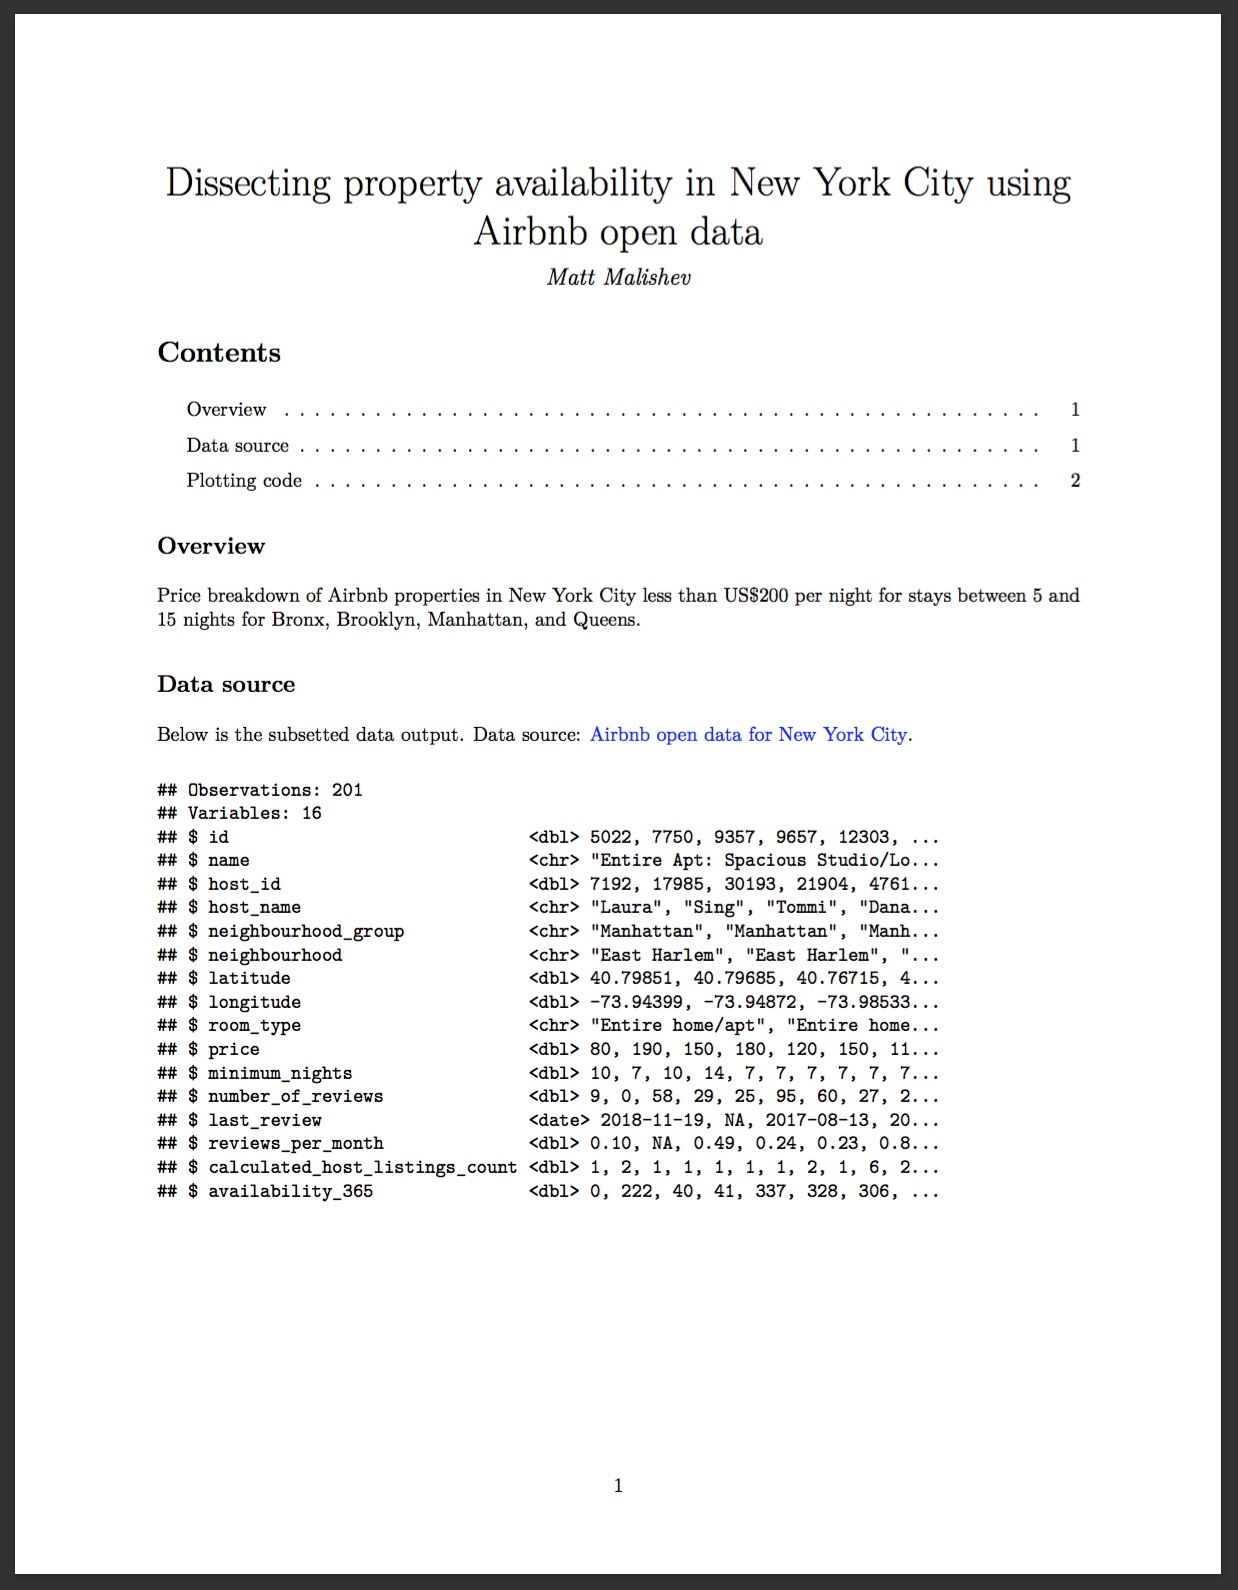 Dissecting property availability in New York City using
Airbnb open data
Matt Malishev
Contents
Overview . . . . . . . . . . . . . . . . . . . . . . . . . . . . . . . . . . . . . . . . . . . . . . . . . . 1
Data source . . . . . . . . . . . . . . . . . . . . . . . . . . . . . . . . . . . . . . . . . . . . . . . . . 1
Plotting code . . . . . . . . . . . . . . . . . . . . . . . . . . . . . . . . . . . . . . . . . . . . . . . . 2
Overview
Price breakdown of Airbnb properties in New York City less than US$200 per night for stays between 5 and
15 nights for Bronx, Brooklyn, Manhattan, and Queens.
Data source
Below is the subsetted data output. Data source: Airbnb open data for New York City.
## Observations: 201
## Variables: 16
## $ id <dbl> 5022, 7750, 9357, 9657, 12303, ...
## $ name <chr> "Entire Apt: Spacious Studio/Lo...
## $ host_id <dbl> 7192, 17985, 30193, 21904, 4761...
## $ host_name <chr> "Laura", "Sing", "Tommi", "Dana...
## $ neighbourhood_group <chr> "Manhattan", "Manhattan", "Manh...
## $ neighbourhood <chr> "East Harlem", "East Harlem", "...
## $ latitude <dbl> 40.79851, 40.79685, 40.76715, 4...
## $ longitude <dbl> -73.94399, -73.94872, -73.98533...
## $ room_type <chr> "Entire home/apt", "Entire home...
## $ price <dbl> 80, 190, 150, 180, 120, 150, 11...
## $ minimum_nights <dbl> 10, 7, 10, 14, 7, 7, 7, 7, 7, 7...
## $ number_of_reviews <dbl> 9, 0, 58, 29, 25, 95, 60, 27, 2...
## $ last_review <date> 2018-11-19, NA, 2017-08-13, 20...
## $ reviews_per_month <dbl> 0.10, NA, 0.49, 0.24, 0.23, 0.8...
## $ calculated_host_listings_count <dbl> 1, 2, 1, 1, 1, 1, 1, 2, 1, 6, 2...
## $ availability_365 <dbl> 0, 222, 40, 41, 337, 328, 306, ...
1